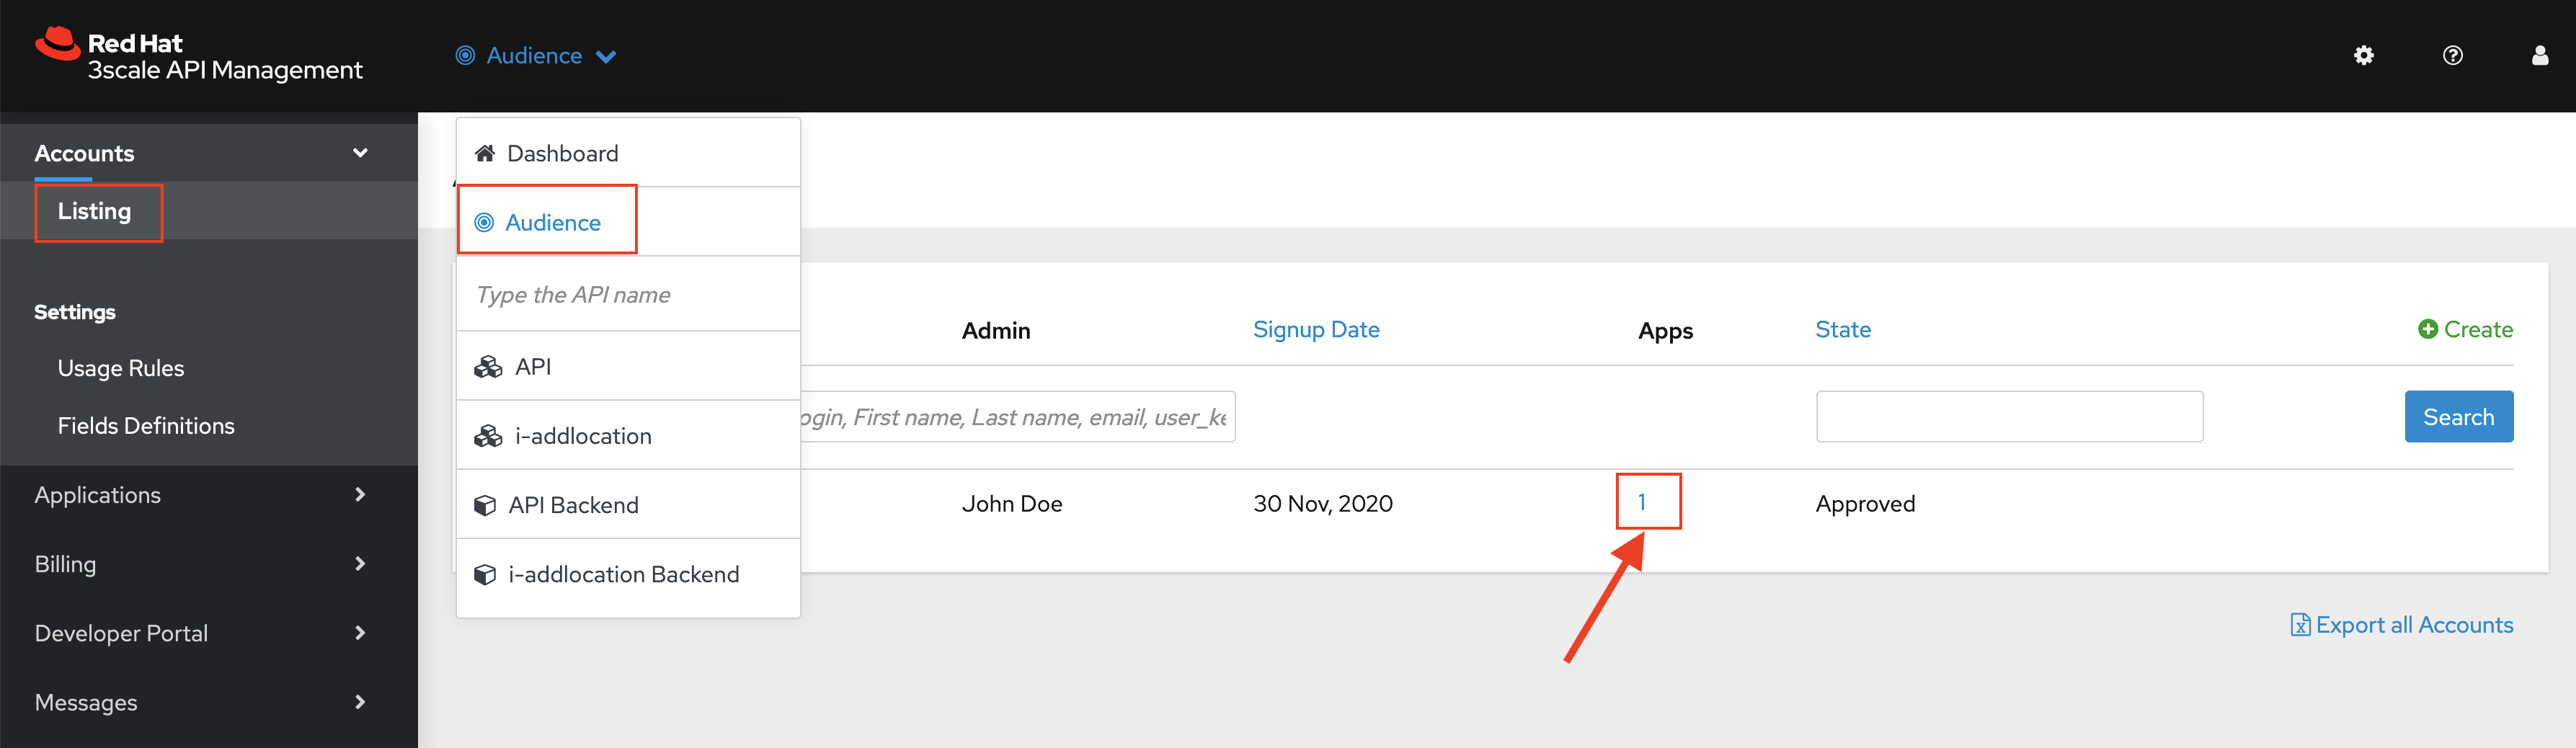 Red Hat
3scale API Management
Audience
Accounts
Listing
Settings
Usage Rules
Fields Definitions
Applications
Billing
Developer Portal
Messages
Dashboard
Audience
Type the API name
API
i-addlocation
API Backend
i-addlocation Backend
Admin Signup Date Apps State Create
First name, Last name, email, Search
John Doe 30 Nov, 2020 1 Approved
Export all Accounts